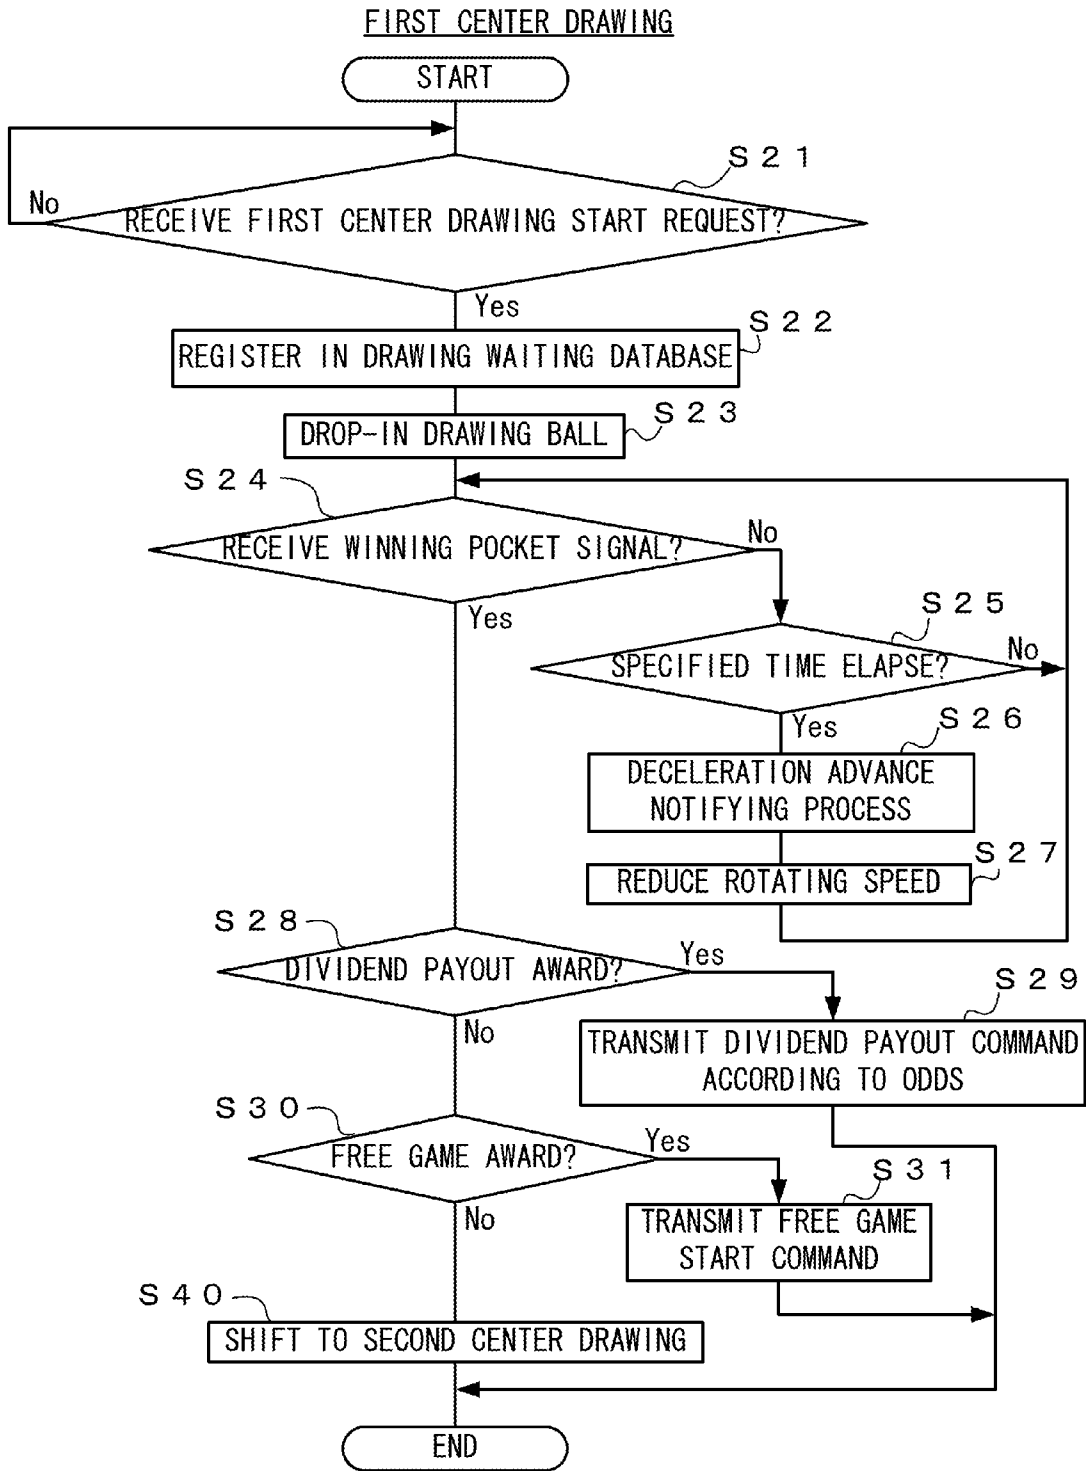 FIRST CENTER DRAWING
START
S21
No
RECEIVE FIRST CENTER DRAWING START REQUEST?
Yes
S22
REGISTER IN DRAWING WAITING DATABASE
S23
DROP-IN DRAWING BALL
S24
RECEIVE WINNING POCKET SIGNAL?
No
Yes
S25
SPECIFIED TIME ELAPSE?
No
Yes
S26
DECELERATION ADVANCE
NOTIFYING PROCESS
S27
REDUCE ROTATING SPEED
S28
DIVIDEND PAYOUT AWARD?
Yes
No
S29
TRANSMIT DIVIDEND PAYOUT COMMAND
ACCORDING TO ODDS
S30
FREE GAME AWARD?
Yes
No
S31
TRANSMIT FREE GAME
START COMMAND
S40
SHIFT TO SECOND CENTER DRAWING
END